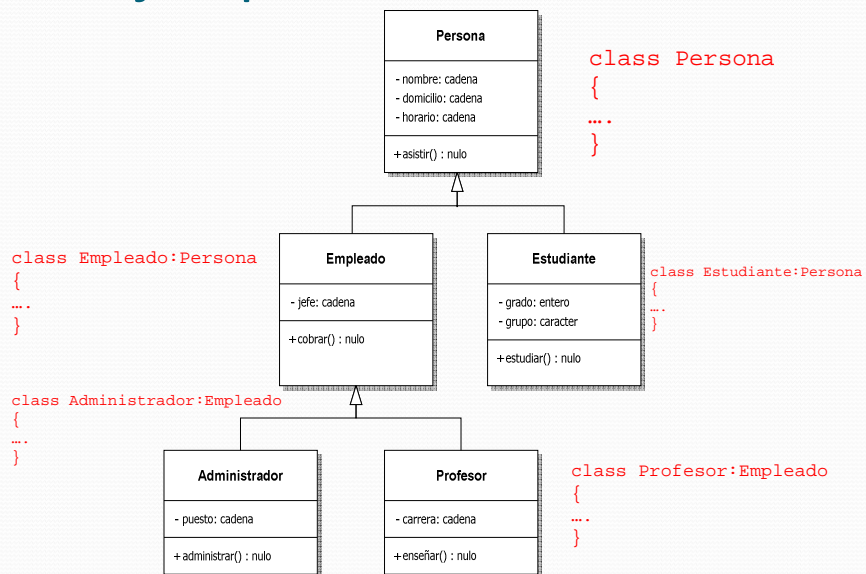 Persona
- nombre: cadena
- domicilio: cadena
- horario: cadena
+asistir() : nulo
class Persona
{
….
}
Empleado
- jefe: cadena
+cobrar() : nulo
class Empleado:Persona
{
….
}
Estudiante
- grado: entero
- grupo: caracter
+estudiar() : nulo
class Estudiante:Persona
{
….
}
class Administrador:Empleado
{
….
}
Administrador
- puesto: cadena
+administrar() : nulo
Profesor
- carrera: cadena
+enseñar() : nulo
class Profesor:Empleado
{
….
}